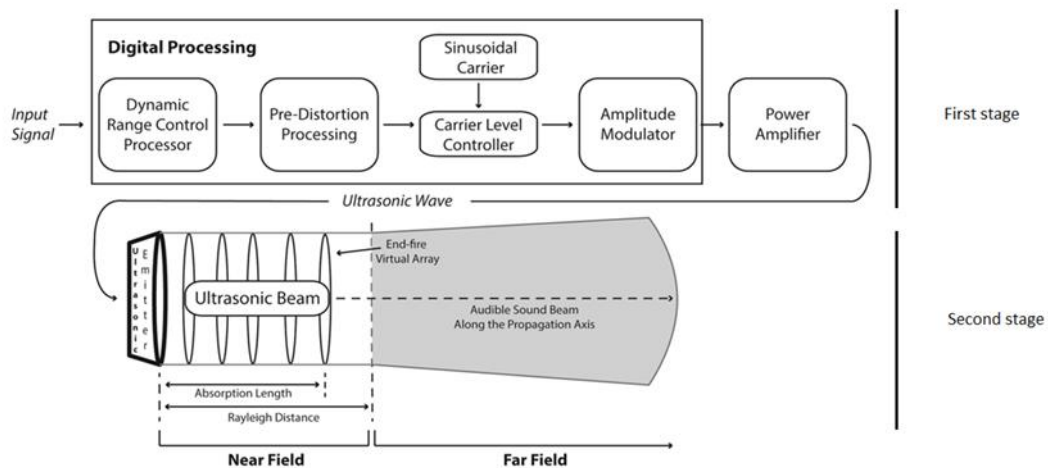 Digital Processing
Sinusoidal
Carrier
Input
Signal
Dynamic
Range Control
Processor
Pre-Distortion
Processing
Carrier Level
Controller
Amplitude
Modulator
Power
Amplifier
First stage
Ultrasonic Wave
Ultrasonic
Emitter
End-fire
Virtual Array
Ultrasonic Beam
Audible Sound Beam
Along the Propagation Axis
Second stage
Absorption Length
Rayleigh Distance
Near Field
Far Field